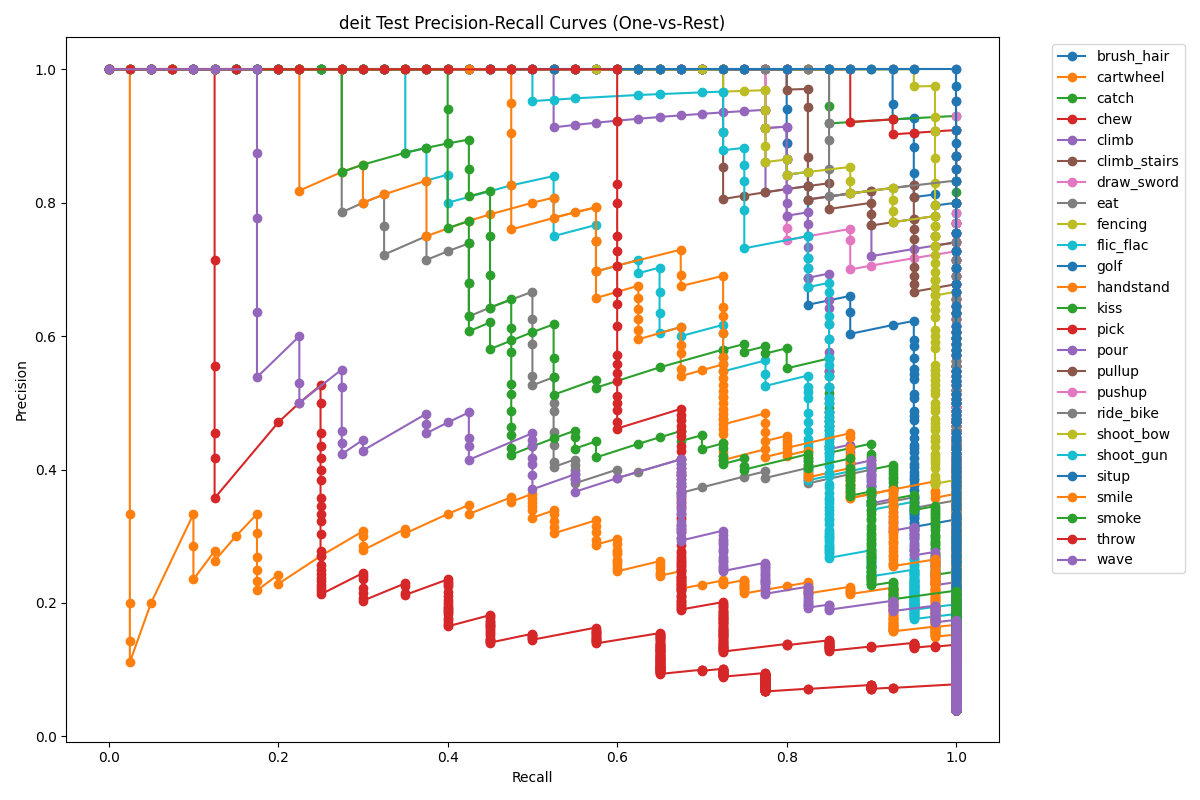 deit Test Precision-Recall Curves (One-vs-Rest)
1.0
0.8
0.6
0.4
0.2
0.0
Precision
0.0 0.2 0.4 0.6 0.8 1.0
Recall
brush_hair
cartwheel
catch
chew
climb
climb_stairs
draw_sword
eat
fencing
flic_flac
golf
handstand
kiss
pick
pour
pullup
pushup
ride_bike
shoot_bow
shoot_gun
situp
smile
smoke
throw
wave